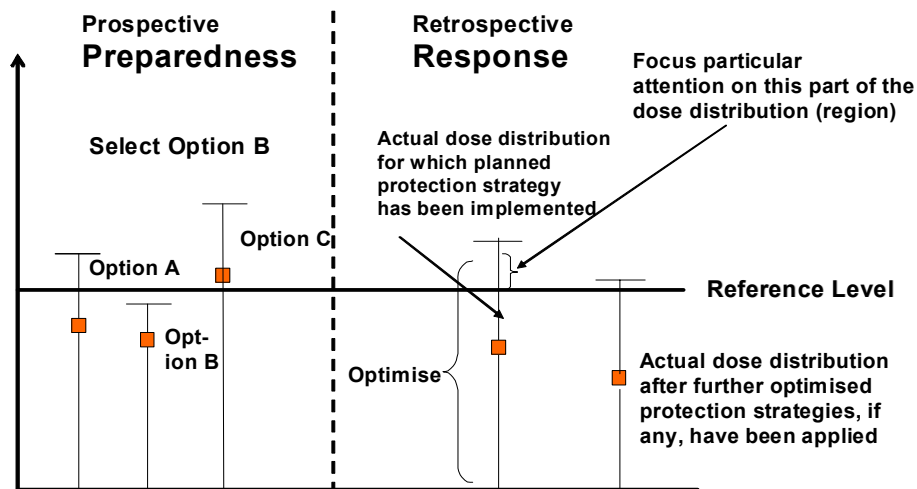 Prospective
Preparedness
Select Option B
Option A
Opt-
ion B
Option C
Retrospective
Response
Actual dose distribution
for which planned
protection strategy
has been implemented
Focus particular
attention on this part of the
dose distribution (region)
Reference Level
Optimise
Actual dose distribution
after further optimised
protection strategies, if
any, have been applied